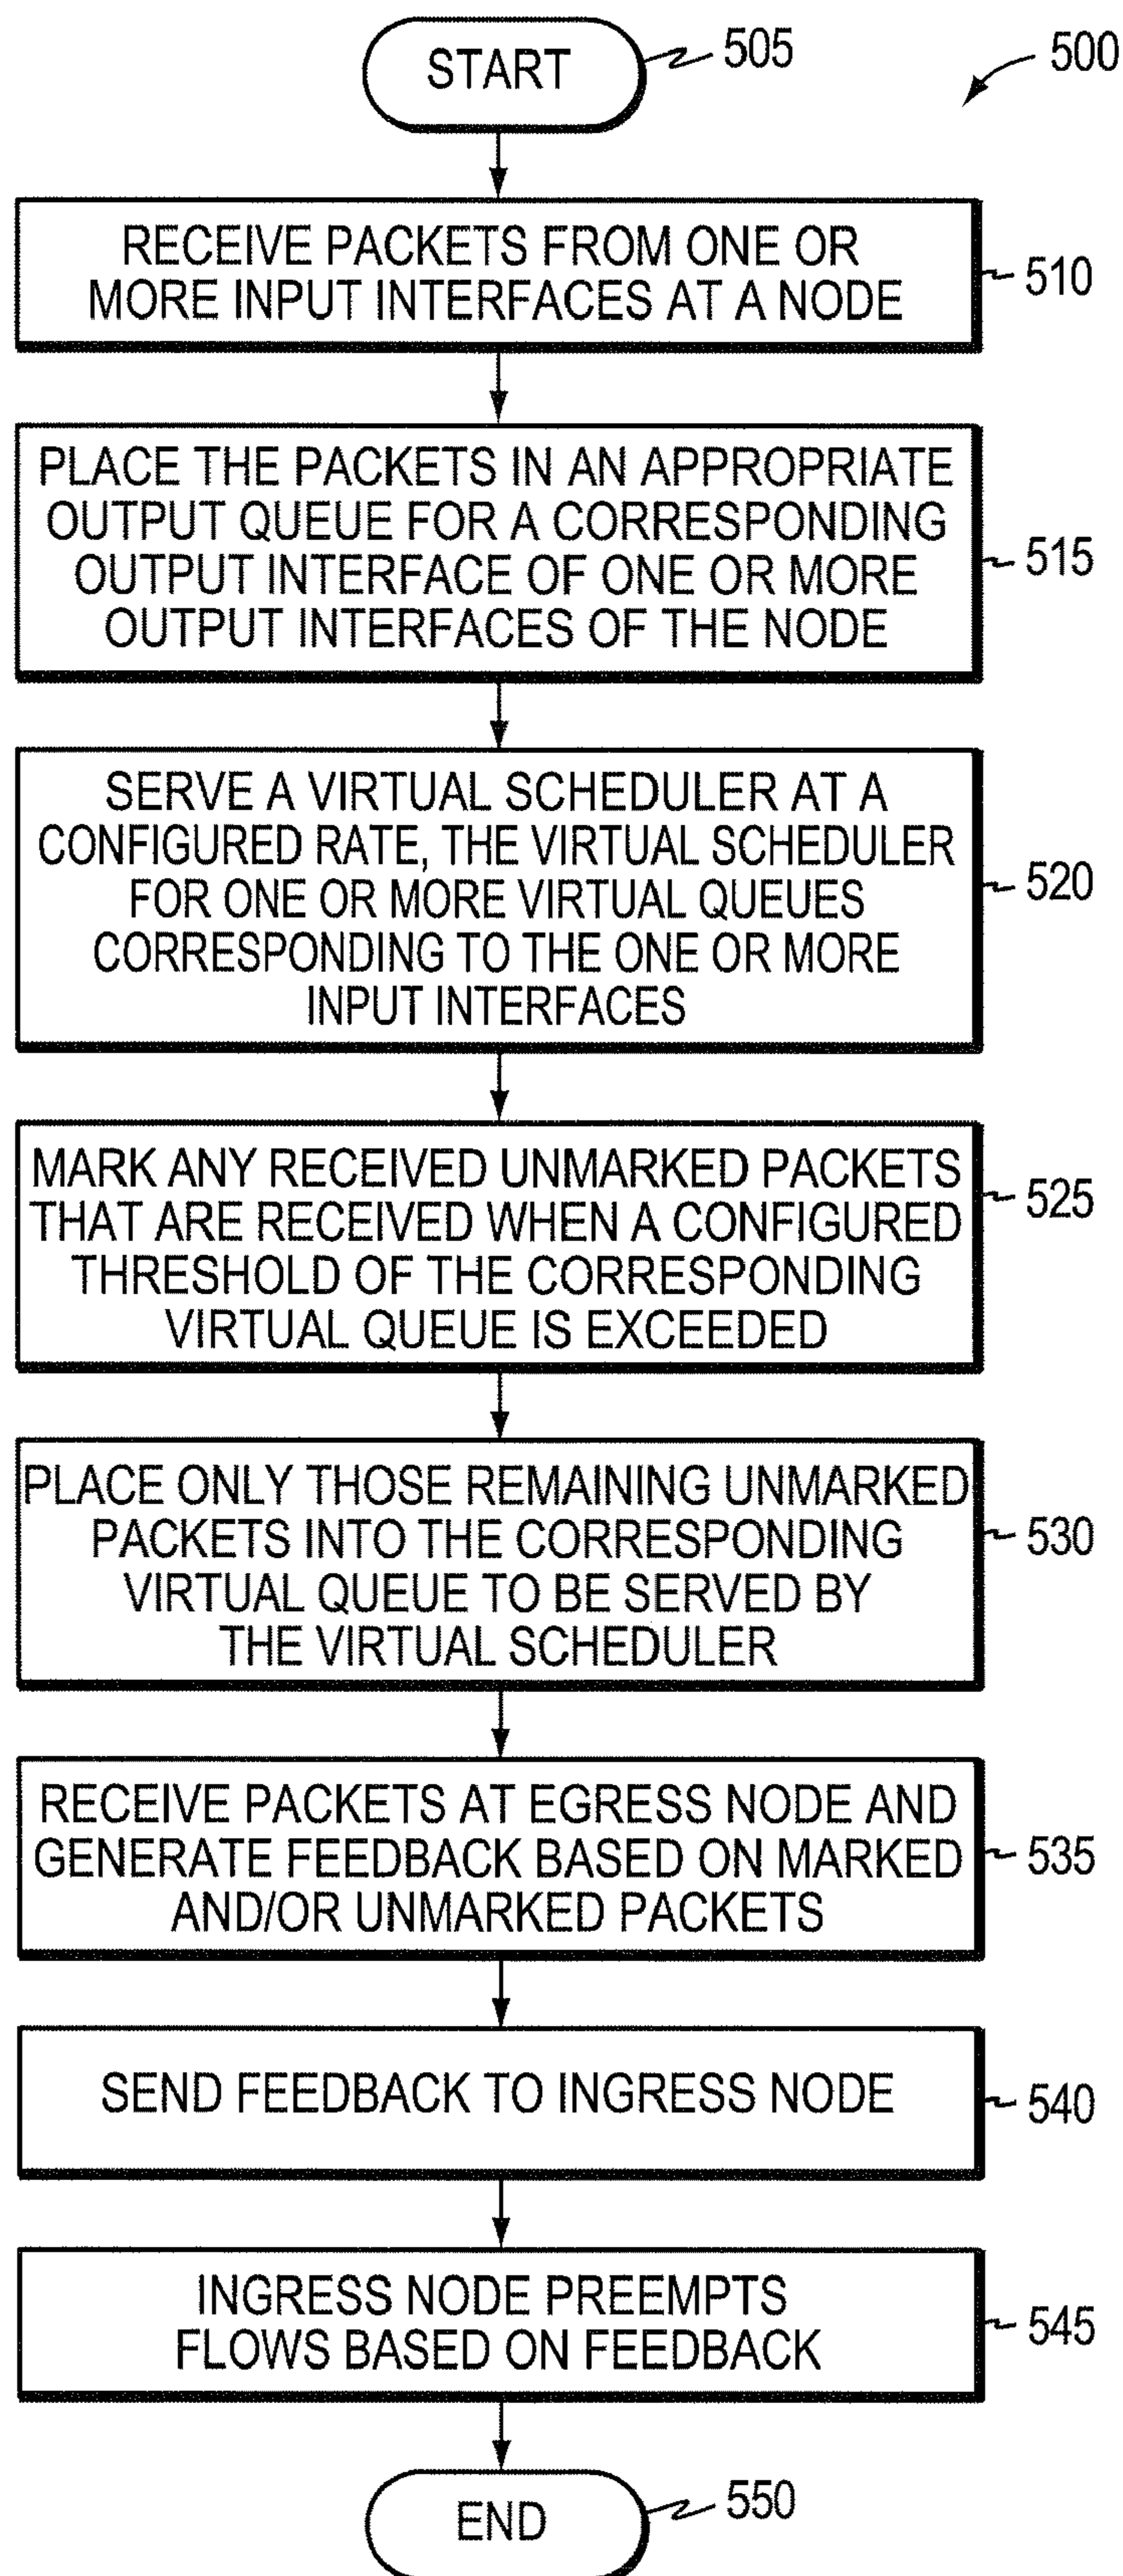 START
505
500
RECEIVE PACKETS FROM ONE OR
MORE INPUT INTERFACES AT A NODE
510
PLACE THE PACKETS IN AN APPROPRIATE
OUTPUT QUEUE FOR A CORRESPONDING
OUTPUT INTERFACE OF ONE OR MORE
OUTPUT INTERFACES OF THE NODE
515
SERVE A VIRTUAL SCHEDULER AT A
CONFIGURED RATE, THE VIRTUAL SCHEDULER
FOR ONE OR MORE VIRTUAL QUEUES
CORRESPONDING TO THE ONE OR MORE
INPUT INTERFACES
520
MARK ANY RECEIVED UNMARKED PACKETS
THAT ARE RECEIVED WHEN A CONFIGURED
THRESHOLD OF THE CORRESPONDING
VIRTUAL QUEUE IS EXCEEDED
525
PLACE ONLY THOSE REMAINING UNMARKED
PACKETS INTO THE CORRESPONDING
VIRTUAL QUEUE TO BE SERVED BY
THE VIRTUAL SCHEDULER
530
RECEIVE PACKETS AT EGRESS NODE AND
GENERATE FEEDBACK BASED ON MARKED
AND/OR UNMARKED PACKETS
535
SEND FEEDBACK TO INGRESS NODE
540
INGRESS NODE PREEMPTS
FLOWS BASED ON FEEDBACK
545
END
550